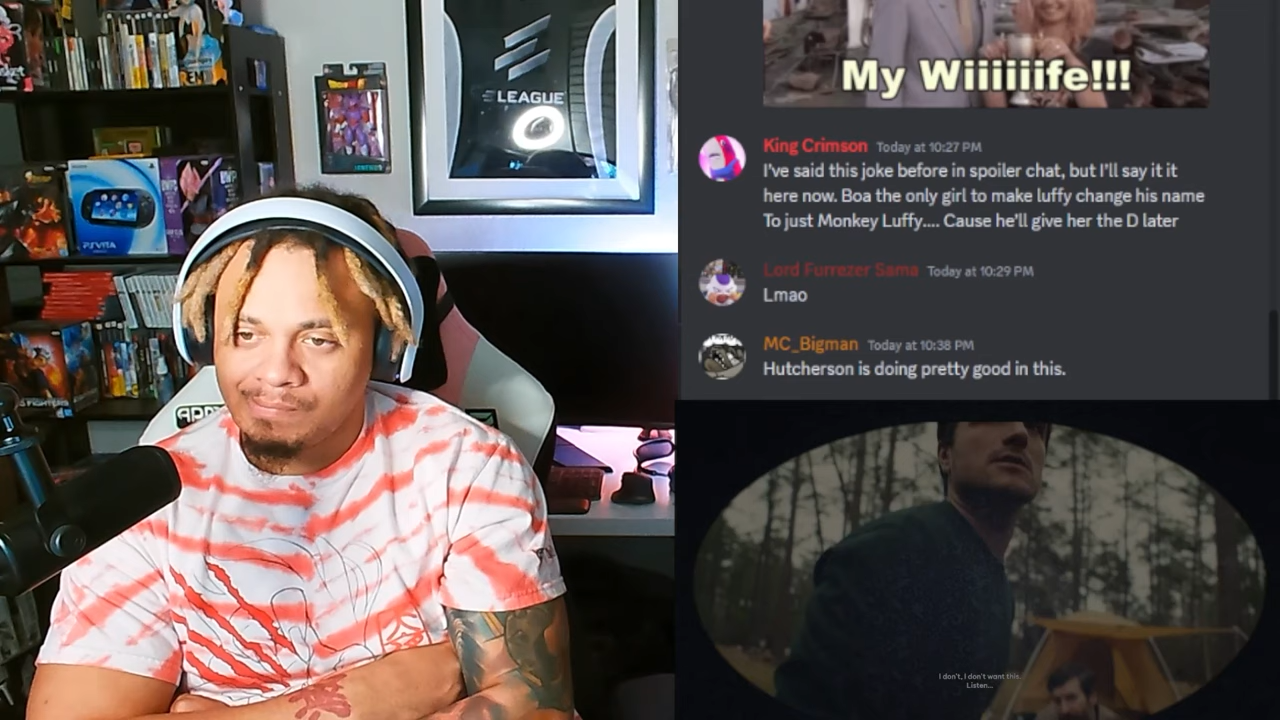 LEAGUE
PSVITA
My Wiiiiiife!!!
King Crimson Today at 10:27 PM
I've said this joke before in spoiler chat, but I'll say it it
here now. Boa the only girl to make luffy change his name
To just Monkey Luffy.... Cause he'll give her the D later
Lord Furrezer Sama Today at 10:29 PM
Lmao
MC_Bigman Today at 10:38 PM
Hutcherson is doing pretty good in this.
I don't, I don't want this.
Listen...